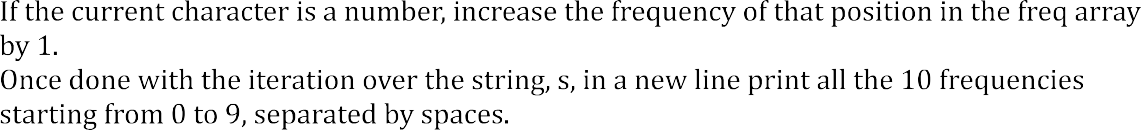 If the current character is a number, increase the frequency of that position in the freq array
by 1.
Once done with the iteration over the string, s, in a new line print all the 10 frequencies
starting from 0 to 9, separated by spaces.